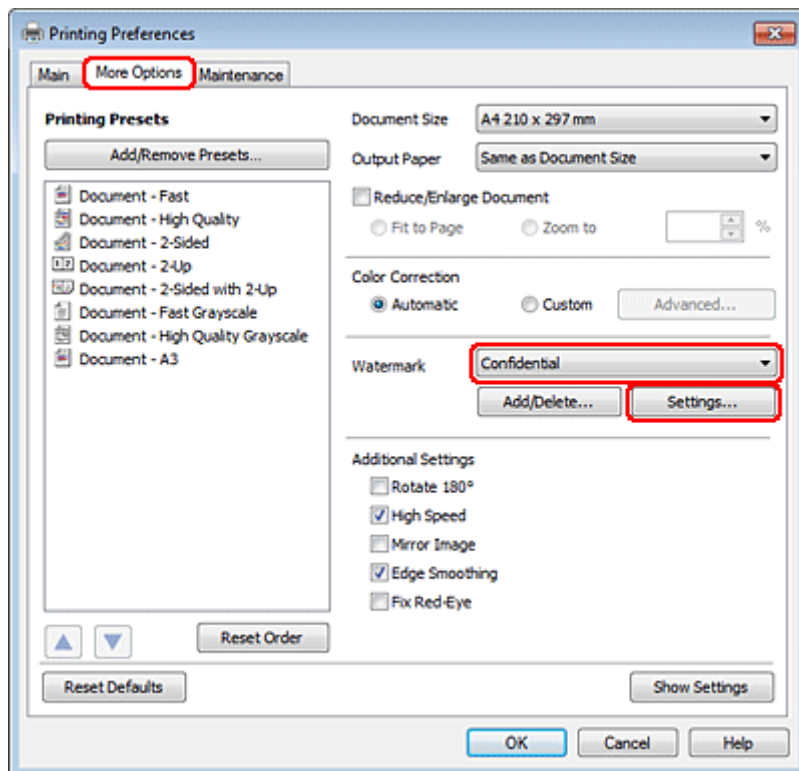 Printing Preferences
Main More Options Maintenance
Printing Presets
Add/Remove Presets...
Document - Fast
Document - High Quality
Document - 2-Sided
Document - 2-Up
Document - 2-Sided with 2-Up
Document - Fast Grayscale
Document - High Quality Grayscale
Document - A3
Reset Order
Document Size A4 210 x 297 mm
Output Paper Same as Document Size
Reduce/Enlarge Document
Fit to Page Zoom to %
Color Correction
Automatic Custom Advanced...
Watermark Confidential
Add/Delete... Settings...
Additional Settings
Rotate 180°
High Speed
Mirror Image
Edge Smoothing
Fix Red-Eye
Reset Defaults Show Settings
OK Cancel Help